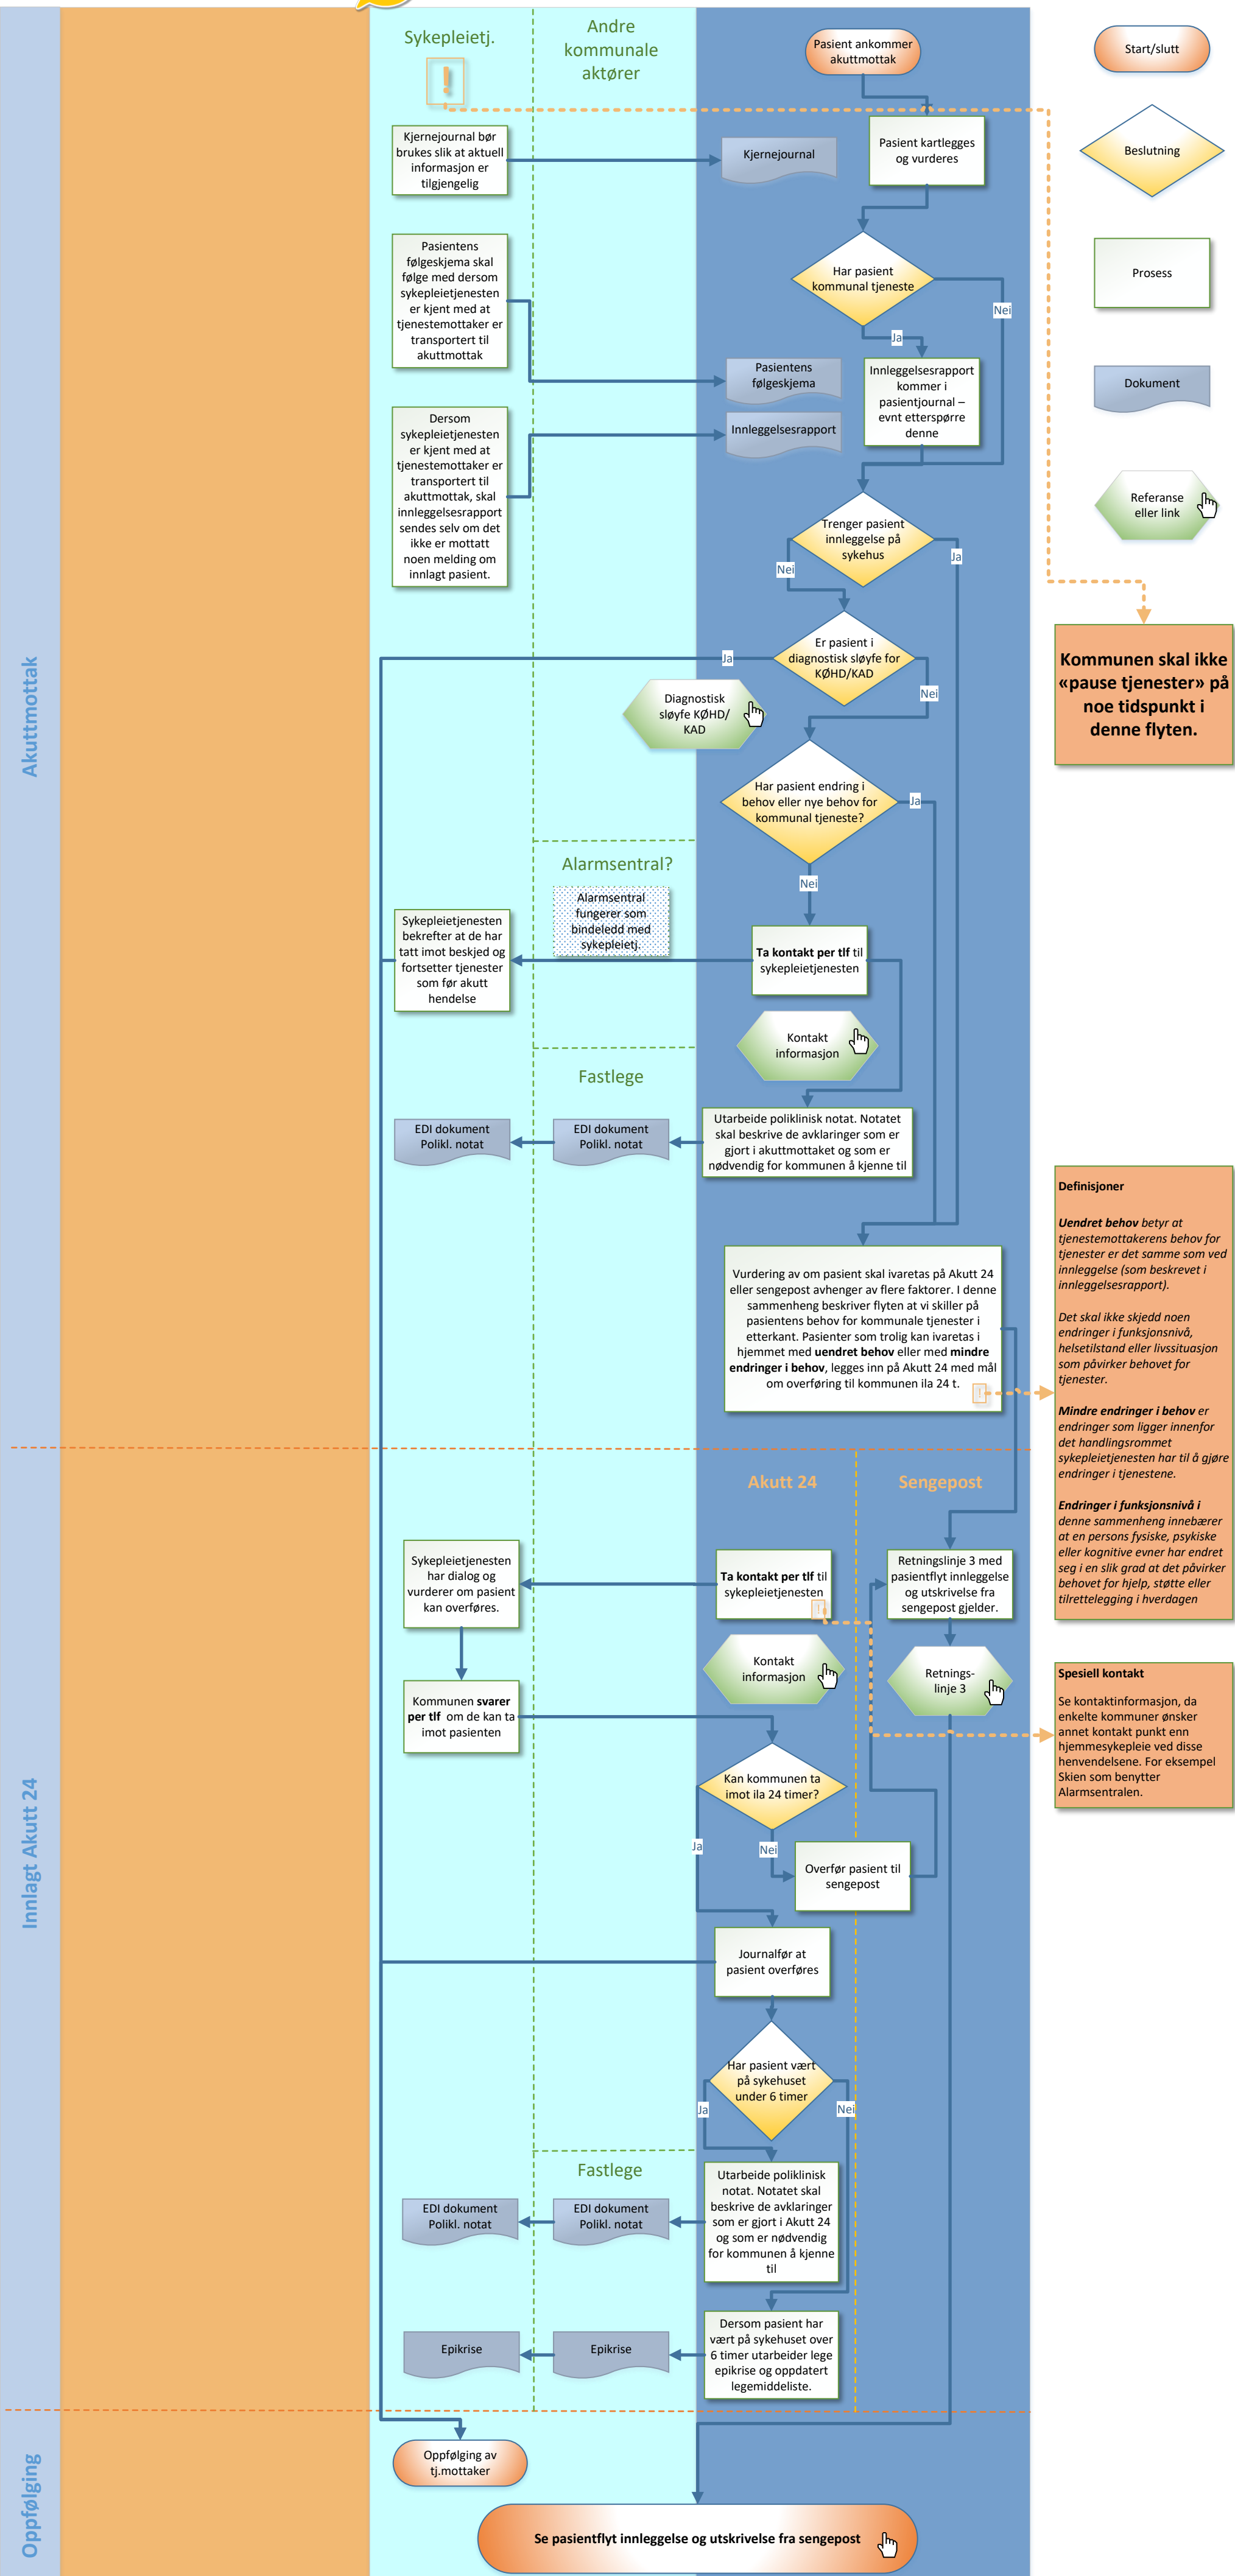 Sykepleietj.
Andre
kommunale
aktører
Pasient ankommer
akuttmottak
Start/slutt
!
Kjernejournal bør
brukes slik at aktuell
informasjon er
tilgjengelig
Kjernejournal
Pasient kartlegges
og vurderes
Beslutning
Pasientens
følgeskjema skal
følge med dersom
sykepleietjenesten
er kjent med at
tjenestemottaker er
transportert til
akuttmottak
Har pasient
kommunal tjeneste
Nei
Ja
Prosess
Pasientens
følgeskjema
Innleggelsesrapport
kommer i
pasientjournal –
evnt etterspørre
denne
Dokument
Dersom
sykepleietjenesten
er kjent med at
tjenestemottaker er
transportert til
akuttmottak, skal
innleggelsesrapport
sendes selv om det
ikke er mottatt
noen melding om
innlagt pasient.
Innleggelsesrapport
Referanse
eller link
Trenger pasient
innleggelse på
sykehus
Nei
Ja
Er pasient i
diagnostisk sløyfe for
KØHD/KAD
Ja
Nei
Kommunen skal ikke
«pause tjenester» på
noe tidspunkt i
denne flyten.
Akuttmottak
Diagnostisk
sløyfe KØHD/
KAD
Har pasient endring i
behov eller nye behov for
kommunal tjeneste?
Ja
Nei
Alarmsentral?
Alarmsentral
fungerer som
bindeledd med
sykepleietj.
Sykepleietjenesten
bekrefter at de har
tatt imot beskjed og
fortsetter tjenester
som før akutt
hendelse
Ta kontakt per tlf til
sykepleietjenesten
Kontakt
informasjon
Fastlege
EDI dokument
Polikl. notat
EDI dokument
Polikl. notat
Utarbeide poliklinisk notat. Notatet
skal beskrive de avklaringer som er
gjort i akuttmottaket og som er
nødvendig for kommunen å kjenne til
Vurdering av om pasient skal ivaretas på Akutt 24
eller sengepost avhenger av flere faktorer. I denne
sammenheng beskriver flyten at vi skiller på
pasientens behov for kommunale tjenester i
etterkant. Pasienter som trolig kan ivaretas i
hjemmet med uendret behov eller med mindre
endringer i behov, legges inn på Akutt 24 med mål
om overføring til kommunen ila 24 t.
!
Definisjoner
Uendret behov betyr at
tjenestemottakerens behov for
tjenester er det samme som ved
innleggelse (som beskrevet i
innleggelsesrapport).
Det skal ikke skjedd noen
endringer i funksjonsnivå,
helsetilstand eller livssituasjon
som påvirker behovet for
tjenester.
Mindre endringer i behov er
endringer som ligger innenfor
det handlingsrommet
sykepleietjenesten har til å gjøre
endringer i tjenestene.
Endringer i funksjonsnivå i
denne sammenheng innebærer
at en persons fysiske, psykiske
eller kognitive evner har endret
seg i en slik grad at det påvirker
behovet for hjelp, støtte eller
tilrettelegging i hverdagen
Akutt 24
Sengepost
Sykepleietjenesten
har dialog og
vurderer om pasient
kan overføres.
Ta kontakt per tlf til
sykepleietjenesten
!
Retningslinje 3 med
pasientflyt innleggelse
og utskrivelse fra
sengepost gjelder.
Kontakt
informasjon
Retnings-
linje 3
Spesiell kontakt
Se kontaktinformasjon, da
enkelte kommuner ønsker
annet kontakt punkt enn
hjemmesykepleie ved disse
henvendelsene. For eksempel
Skien som benytter
Alarmsentralen.
Kommunen svarer
per tlf om de kan ta
imot pasienten
Kan kommunen ta
imot ila 24 timer?
Ja
Nei
Innlagt Akutt 24
Overfør pasient til
sengepost
Journalfør at
pasient overføres
Har pasient vært
på sykehuset
under 6 timer
Ja
Nei
Fastlege
EDI dokument
Polikl. notat
EDI dokument
Polikl. notat
Utarbeide poliklinisk
notat. Notatet skal
beskrive de avklaringer
som er gjort i Akutt 24
og som er nødvendig
for kommunen å kjenne
til
Epikrise
Epikrise
Dersom pasient har
vært på sykehuset over
6 timer utarbeider lege
epikrise og oppdatert
legemiddeliste.
Oppfølging
Oppfølging av
tj.mottaker
Se pasientflyt innleggelse og utskrivelse fra sengepost